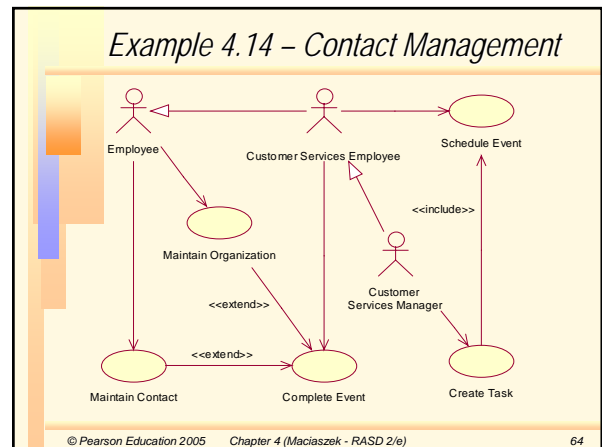 Example 4.14 – Contact Management
Employee
Customer Services Employee
Schedule Event
<<include>>
Maintain Organization
Customer
Services Manager
<<extend>>
<<extend>>
Maintain Contact
Complete Event
Create Task
© Pearson Education 2005 Chapter 4 (Maciaszek - RASD 2/e) 64